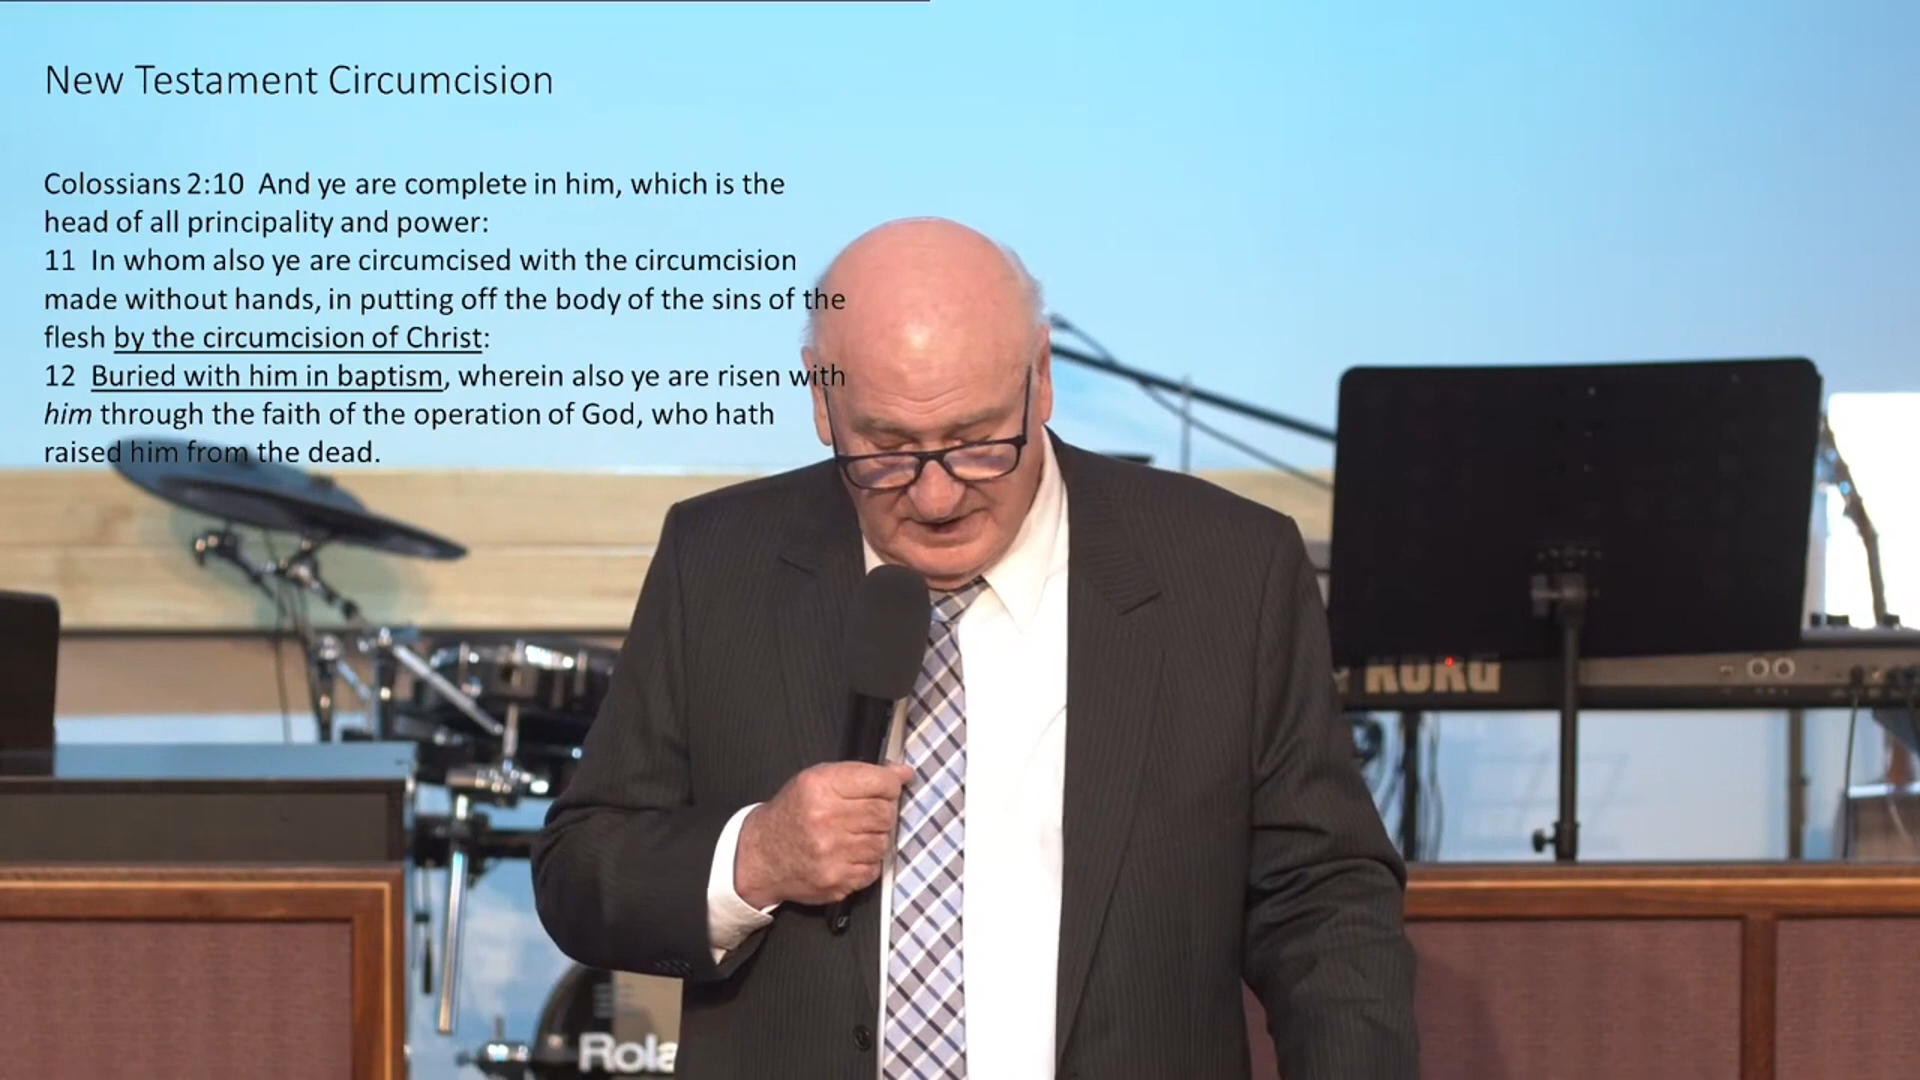 New Testament Circumcision
Colossians 2:10 And ye are complete in him, which is the
head of all principality and power:
11 In whom also ye are circumcised with the circumcision
made without hands, in putting off the body of the sins of the
flesh by the circumcision of Christ:
12 Buried with him in baptism, wherein also ye are risen with
him through the faith of the operation of God, who hath
raised him from the dead.
KORG
Rola